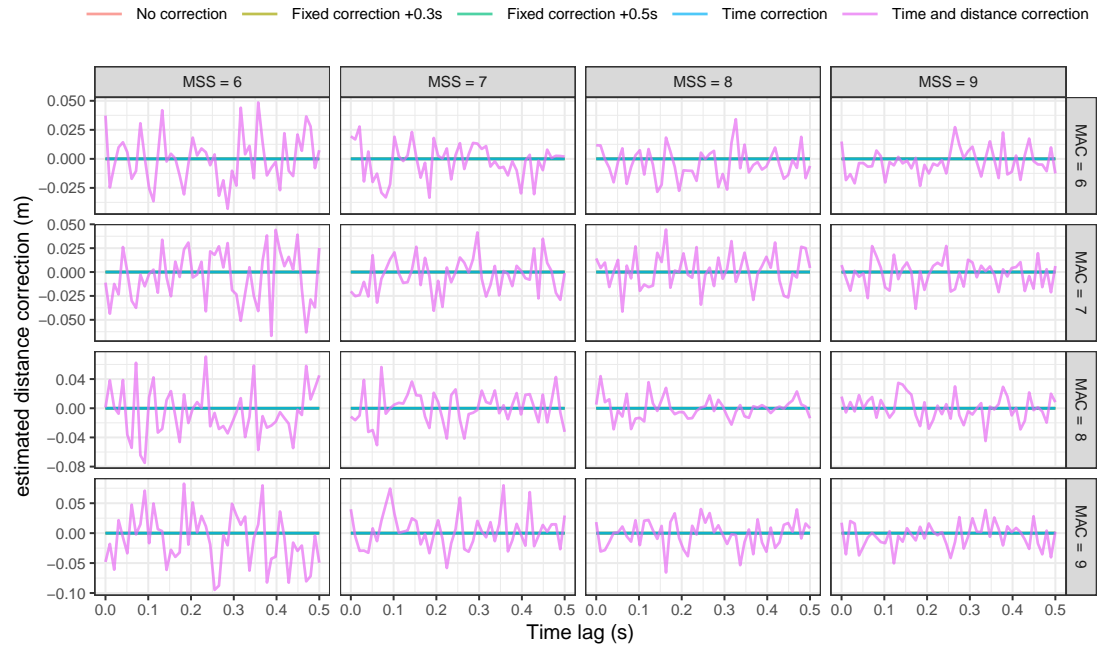 No correction Fixed correction +0.3s Fixed correction +0.5s Time correction Time and distance correction
MSS = 6 MSS = 7 MSS = 8 MSS = 9
estimated distance correction (m)
0.050
0.025
0.000
−0.025
MAC = 6
0.050
0.025
0.000
−0.025
−0.050
MAC = 7
0.04
0.00
−0.04
−0.08
MAC = 8
0.05
0.00
−0.05
−0.10
MAC = 9
0.0 0.1 0.2 0.3 0.4 0.5 0.0 0.1 0.2 0.3 0.4 0.5 0.0 0.1 0.2 0.3 0.4 0.5 0.0 0.1 0.2 0.3 0.4 0.5
Time lag (s)